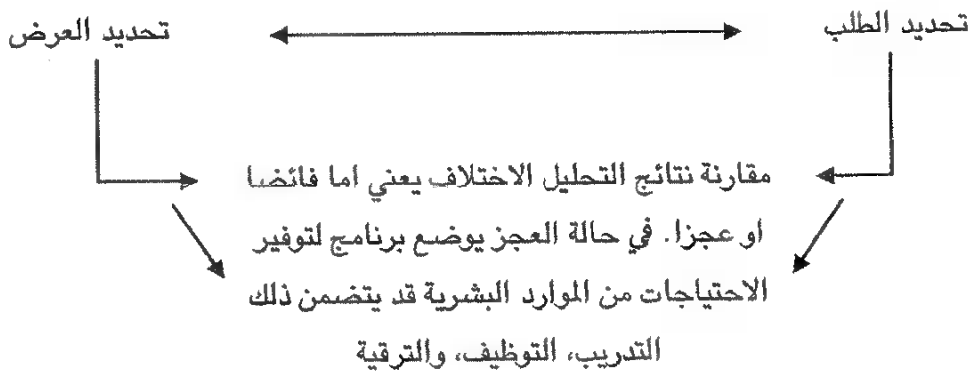 تحديد الطلب
تحديد العرض
مقارنة نتائج التحليل الاختلاف يعني اما فائضا
او عجزا. في حالة العجز يوضع برنامج لتوفير
الاحتياجات من الموارد البشرية قد يتضمن ذلك
التدريب، التوظيف، والترقية